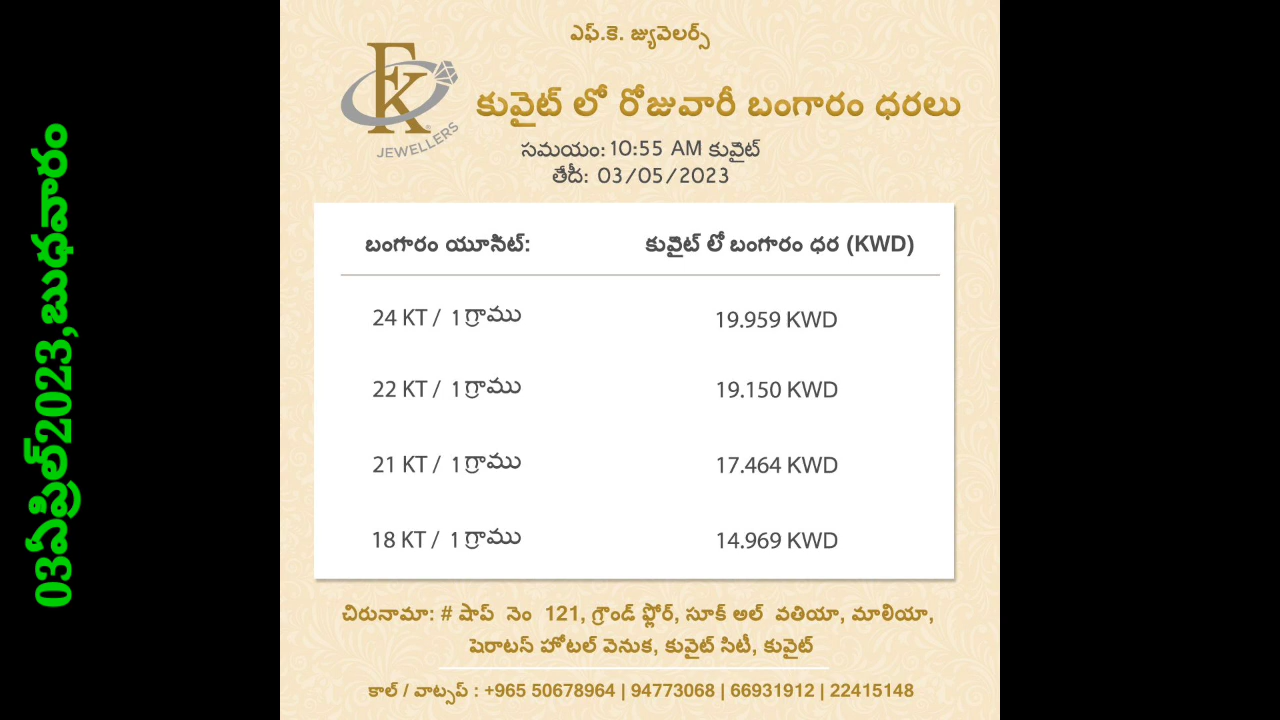 03ఏప్రిల్2023,బుధవారం
ఎఫ్.కె. జ్యువెలర్స్
FK
JEWELLERS
కువైట్ లో రోజువారీ బంగారం ధరలు
సమయం: 10:55 AM కువైట్
తేదీ: 03/05/2023
బంగారం యూనిట్: కువైట్ లో బంగారం ధర (KWD)
24 KT / 1 గ్రాము 19.959 KWD
22 KT / 1 గ్రాము 19.150 KWD
21 KT / 1 గ్రాము 17.464 KWD
18 KT / 1 గ్రాము 14.969 KWD
చిరునామా: # షాప్ నెం 121, గ్రౌండ్ ఫ్లోర్, సూక్ అల్ వతియా, మాలియా,
షెరాటన్ హోటల్ వెనుక, కువైట్ సిటీ, కువైట్
కాల్ / వాట్సప్ : +965 50678964 | 94773068 | 66931912 | 22415148